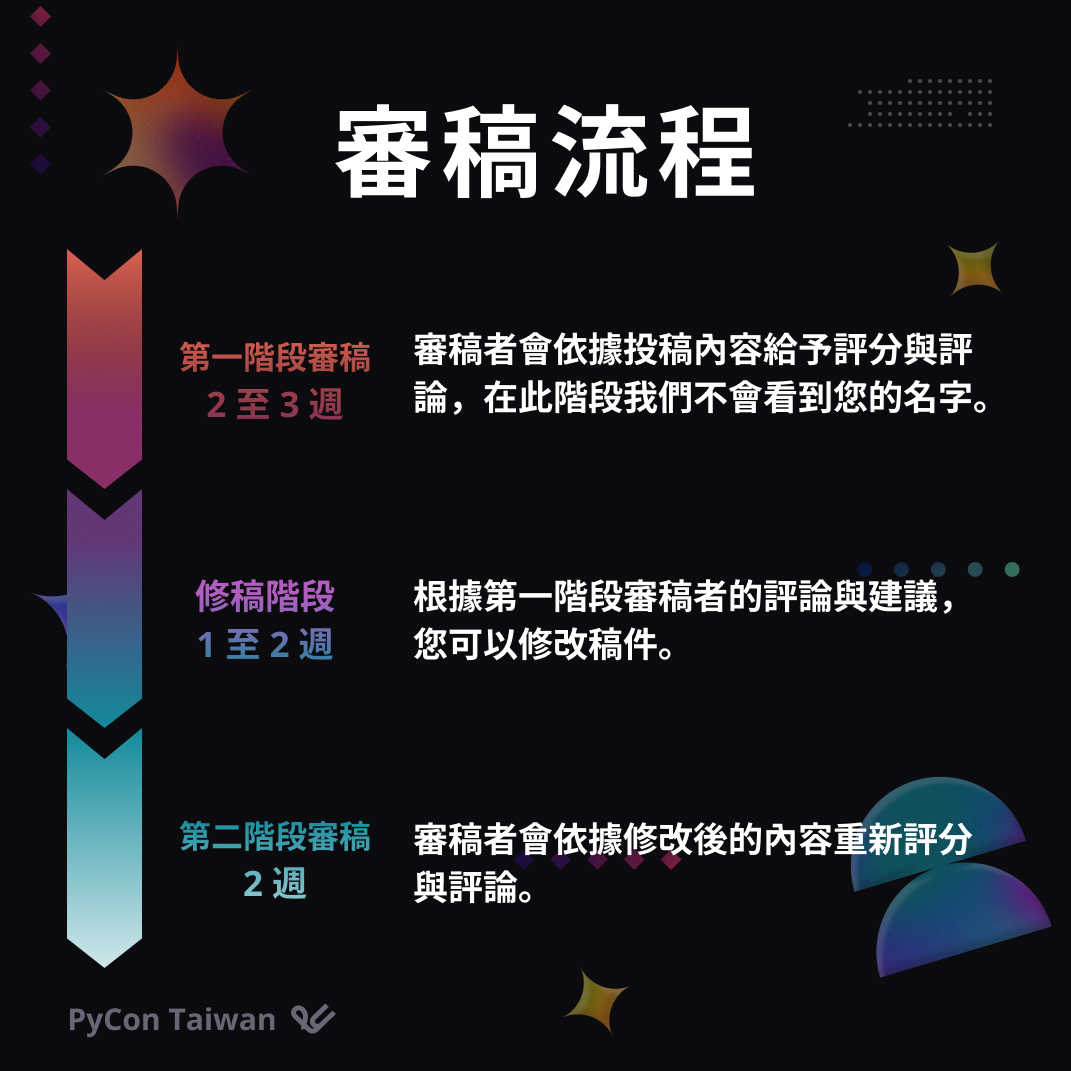 審稿流程
第一階段審稿
2 至 3 週
審稿者會依據投稿內容給予評分與評
論，在此階段我們不會看到您的名字。
修稿階段
1 至 2 週
根據第一階段審稿者的評論與建議，
您可以修改稿件。
第二階段審稿
2 週
審稿者會依據修改後的內容重新評分
與評論。
PyCon Taiwan